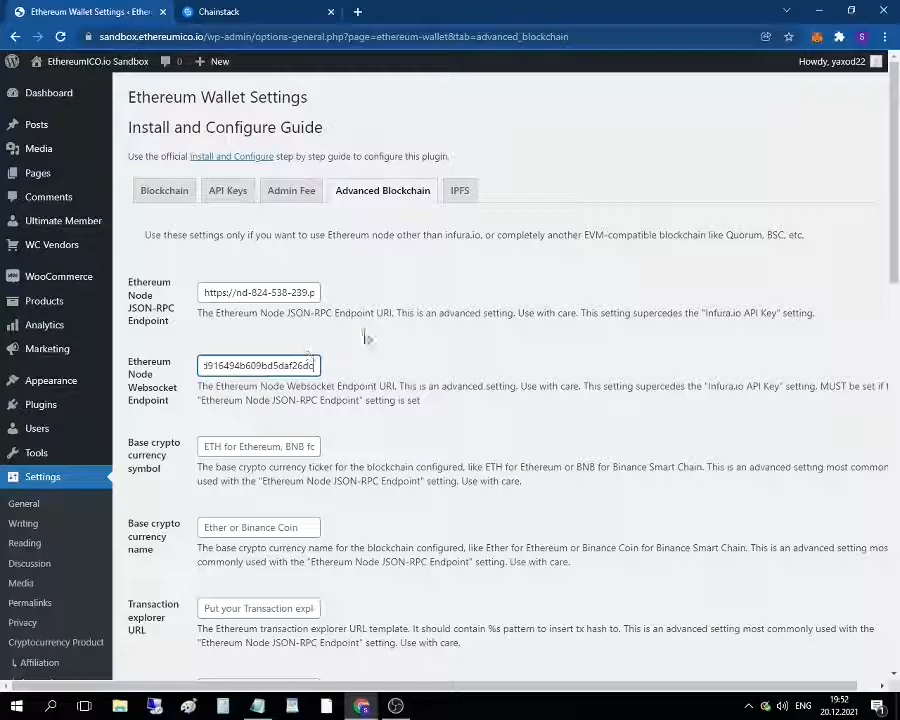 Ethereum Wallet Settings
Chainstack
sandbox.ethereumico.io/wp-admin/options-general.php?page=ethereum-wallet&tab=advanced_blockchain
S
EthereumICO.io Sandbox
0
New
Howdy, yaxod22
Dashboard
Posts
Media
Pages
Comments
Ultimate Member
WC Vendors
WooCommerce
Products
Analytics
Marketing
Appearance
Plugins
Users
Tools
Settings
General
Writing
Reading
Discussion
Media
Permalinks
Privacy
Cryptocurrency Product
Affiliation
Ethereum Wallet Settings
Install and Configure Guide
Use the official Install and Configure step by step guide to configure this plugin.
Blockchain
API Keys
Admin Fee
Advanced Blockchain
IPFS
Use these settings only if you want to use Ethereum node other than infura.io, or completely another EVM-compatible blockchain like Quorum, BSC, etc.
Ethereum
Node
JSON-RPC
Endpoint
https://nd-824-538-239.p
The Ethereum Node JSON-RPC Endpoint URI. This is an advanced setting. Use with care. This setting supercedes the "Infura.io API Key" setting.
Ethereum
Node
Websocket
Endpoint
d916494b609bd5daf26dd
The Ethereum Node Websocket Endpoint URI. This is an advanced setting. Use with care. This setting supercedes the "Infura.io API Key" setting. MUST be set if t
"Ethereum Node JSON-RPC Endpoint" setting is set
Base crypto
currency
symbol
ETH for Ethereum, BNB fc
The base crypto currency ticker for the blockchain configured, like ETH for Ethereum or BNB for Binance Smart Chain. This is an advanced setting most common
used with the "Ethereum Node JSON-RPC Endpoint" setting. Use with care.
Base crypto
currency
name
Ether or Binance Coin
The base crypto currency name for the blockchain configured, like Ether for Ethereum or Binance Coin for Binance Smart Chain. This is an advanced setting mos
commonly used with the "Ethereum Node JSON-RPC Endpoint" setting. Use with care.
Transaction
explorer
URL
Put your Transaction expl
The Ethereum transaction explorer URL template. It should contain %s pattern to insert tx hash to. This is an advanced setting most commonly used with the
"Ethereum Node JSON-RPC Endpoint" setting. Use with care.
ENG
19:52
20.12.2021
1